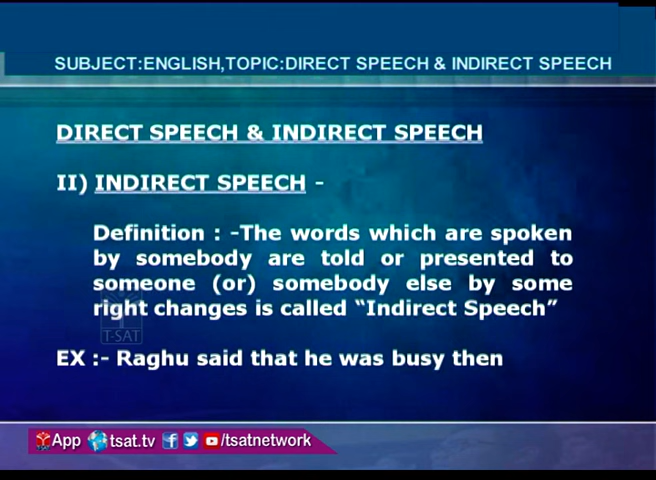 SUBJECT:ENGLISH,TOPIC:DIRECT SPEECH & INDIRECT SPEECH
DIRECT SPEECH & INDIRECT SPEECH
II) INDIRECT SPEECH -
Definition : -The words which are spoken
by somebody are told or presented to
someone (or) somebody else by some
right changes is called “Indirect Speech”
T-SAT
EX :- Raghu said that he was busy then
App tsat.tv /tsatnetwork